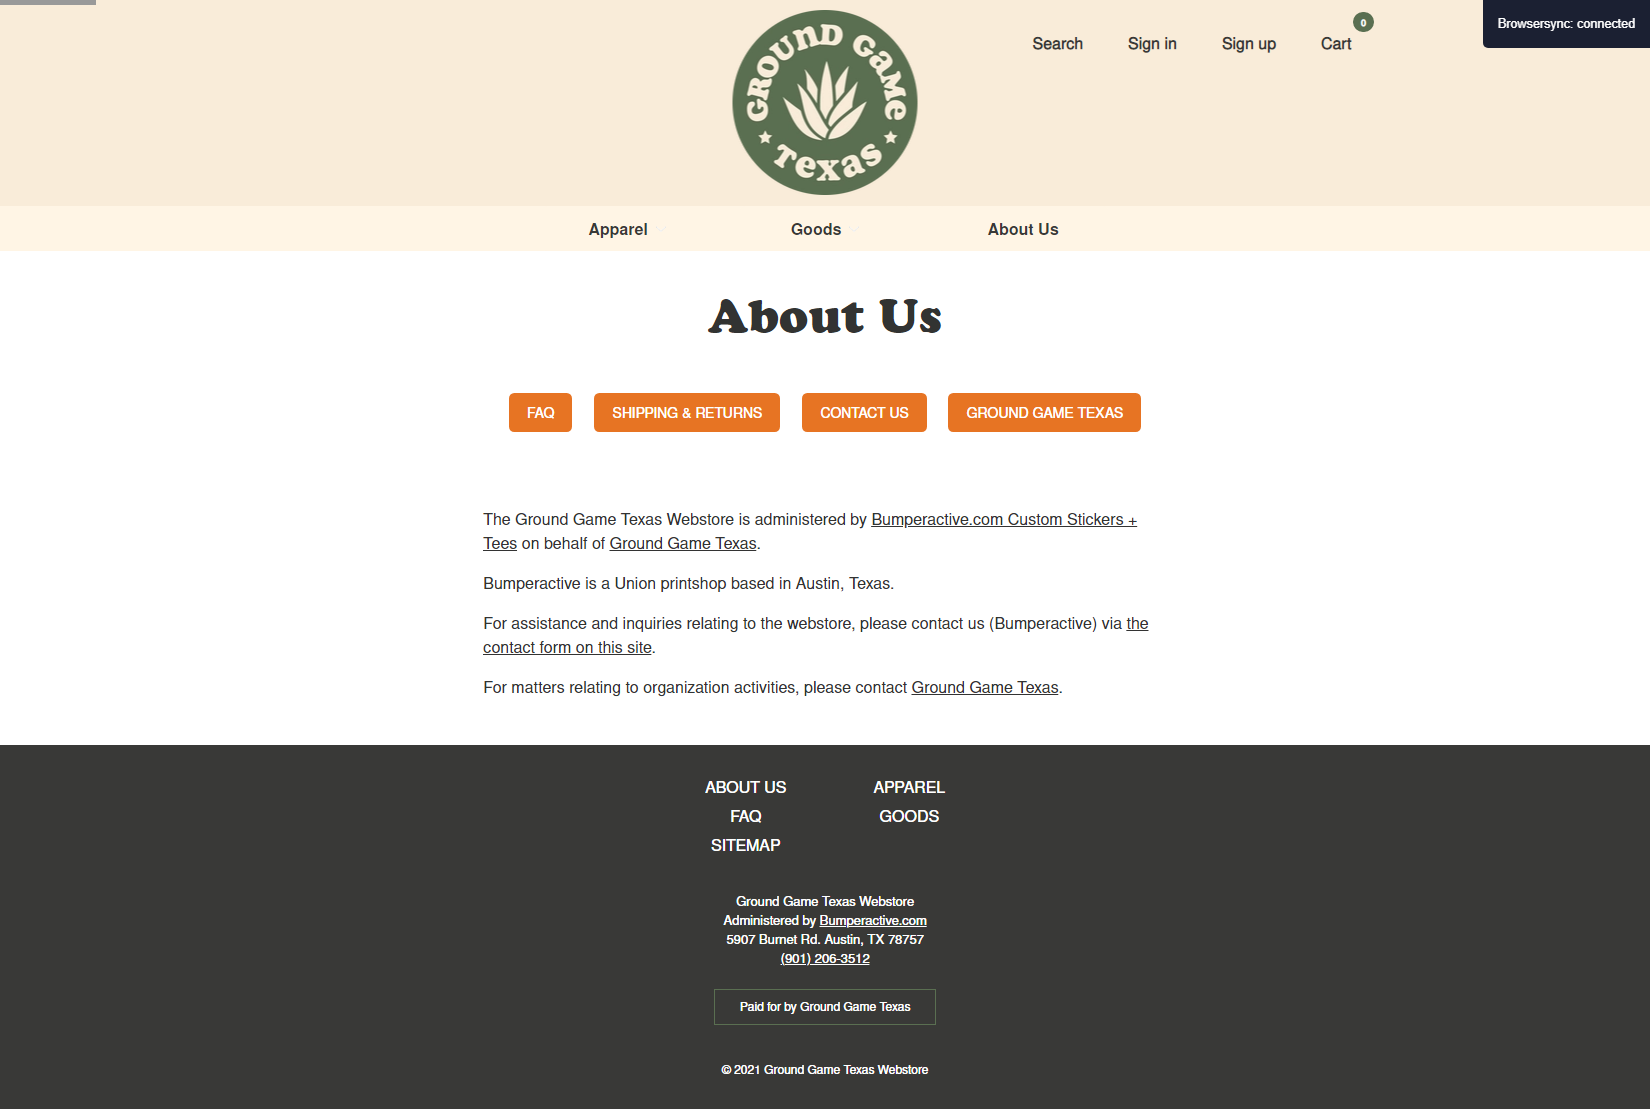 GROUND GAME
TEXAS
Search Sign in Sign up Cart 0
Browsersync: connected
Apparel Goods About Us
About Us
FAQ SHIPPING & RETURNS CONTACT US GROUND GAME TEXAS
The Ground Game Texas Webstore is administered by Bumperactive.com Custom Stickers +
Tees on behalf of Ground Game Texas.
Bumperactive is a Union printshop based in Austin, Texas.
For assistance and inquiries relating to the webstore, please contact us (Bumperactive) via the
contact form on this site.
For matters relating to organization activities, please contact Ground Game Texas.
ABOUT US APPAREL
FAQ GOODS
SITEMAP
Ground Game Texas Webstore
Administered by Bumperactive.com
5907 Burnet Rd. Austin, TX 78757
(901) 206-3512
Paid for by Ground Game Texas
© 2021 Ground Game Texas Webstore